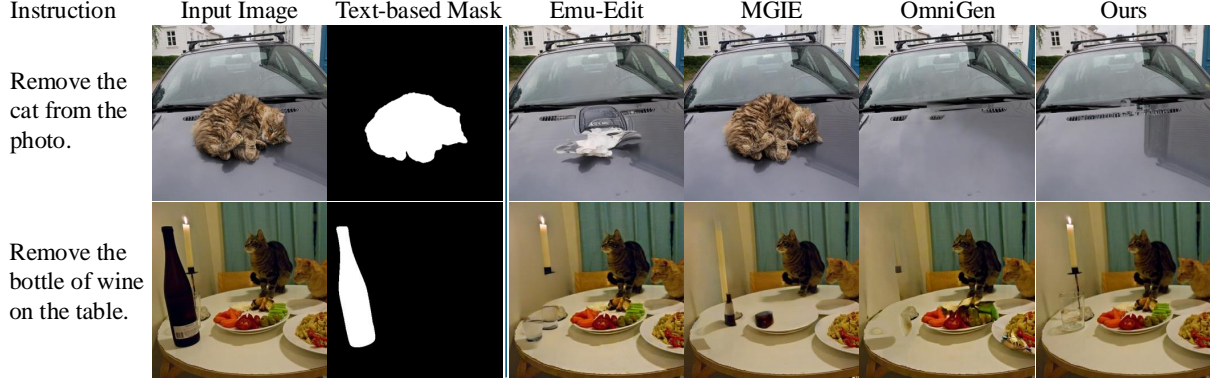 Instruction Input Image Text-based Mask Emu-Edit MGIE OmniGen Ours
Remove the
cat from the
photo.
Remove the
bottle of wine
on the table.